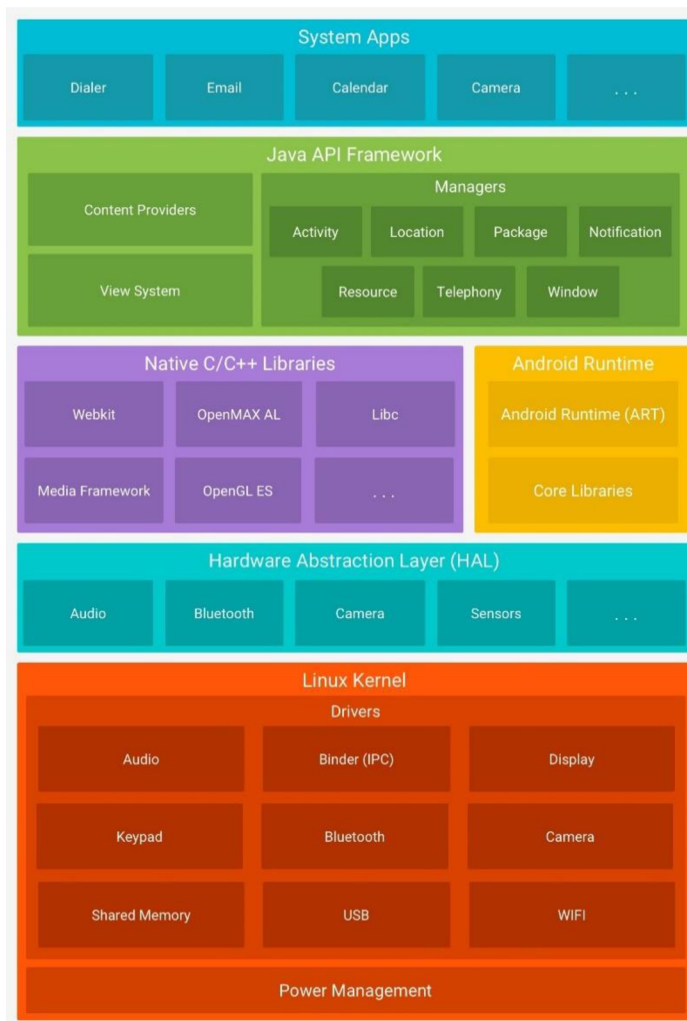 System Apps
Dialer
Email
Calendar
Camera
. . .
Java API Framework
Content Providers
View System
Managers
Activity
Location
Package
Notification
Resource
Telephony
Window
Native C/C++ Libraries
Webkit
OpenMAX AL
Libc
Media Framework
OpenGL ES
. . .
Android Runtime
Android Runtime (ART)
Core Libraries
Hardware Abstraction Layer (HAL)
Audio
Bluetooth
Camera
Sensors
. . .
Linux Kernel
Drivers
Audio
Binder (IPC)
Display
Keypad
Bluetooth
Camera
Shared Memory
USB
WIFI
Power Management